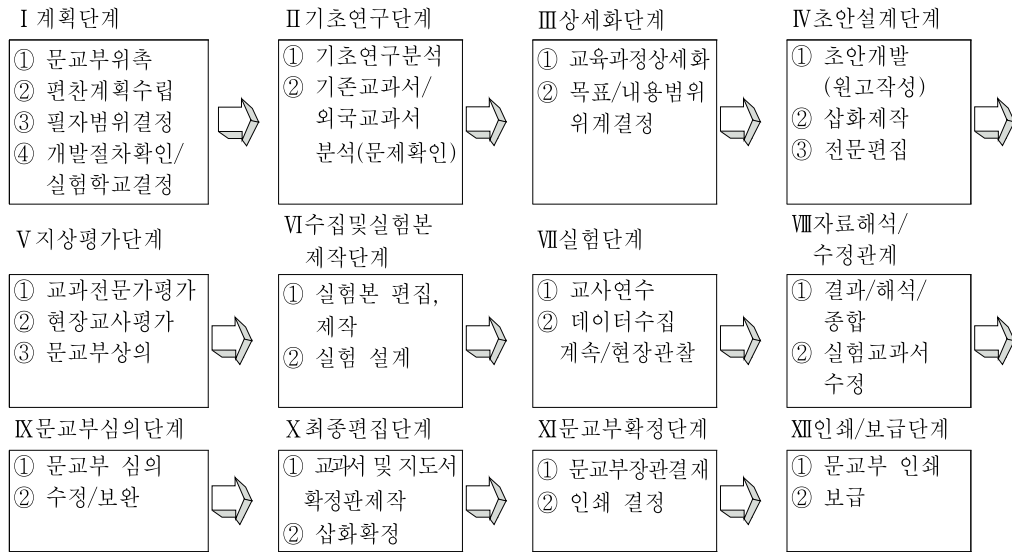 Ⅰ 계획단계
① 문교부위촉
② 편찬계획수립
③ 필자범위결정
④ 개발절차확인/
실험학교결정
Ⅱ 기초연구단계
① 기초연구분석
② 기존교과서/
외국교과서
분석(문제확인)
Ⅲ상세화단계
① 교육과정상세화
② 목표/내용범위
위계결정
Ⅳ초안설계단계
① 초안개발
(원고작성)
② 삽화제작
③ 전문편집
Ⅴ 지상평가단계
① 교과전문가평가
② 현장교사평가
③ 문교부상의
Ⅵ수집및실험본
제작단계
① 실험본 편집,
제작
② 실험 설계
Ⅶ실험단계
① 교사연수
② 데이터수집
계속/현장관찰
Ⅷ자료해석/
수정관계
① 결과/해석/
종합
② 실험교과서
수정
Ⅸ문교부심의단계
① 문교부 심의
② 수정/보완
Ⅹ 최종편집단계
① 교과서 및 지도서
확정판제작
② 삽화확정
Ⅺ문교부확정단계
① 문교부장관결재
② 인쇄 결정
Ⅻ인쇄/보급단계
① 문교부 인쇄
② 보급